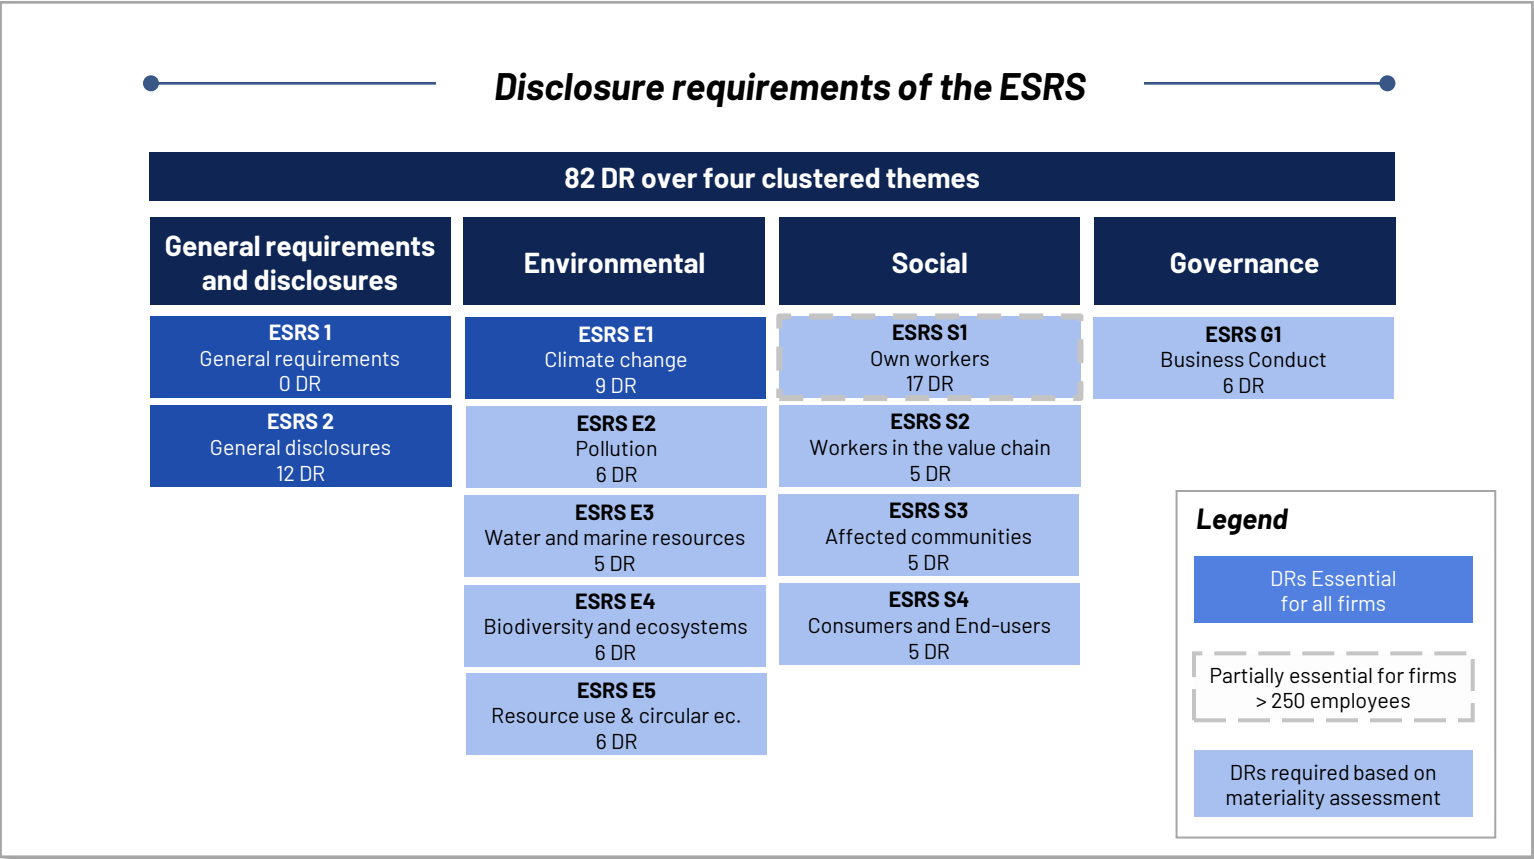 Disclosure requirements of the ESRS
82 DR over four clustered themes
General requirements
and disclosures
ESRS 1
General requirements
0 DR
ESRS 2
General disclosures
12 DR
Environmental
ESRS E1
Climate change
9 DR
ESRS E2
Pollution
6 DR
ESRS E3
Water and marine resources
5 DR
ESRS E4
Biodiversity and ecosystems
6 DR
ESRS E5
Resource use & circular ec.
6 DR
Social
ESRS S1
Own workers
17 DR
ESRS S2
Workers in the value chain
5 DR
ESRS S3
Affected communities
5 DR
ESRS S4
Consumers and End-users
5 DR
Governance
ESRS G1
Business Conduct
6 DR
Legend
DRs Essential
for all firms
Partially essential for firms
> 250 employees
DRs required based on
materiality assessment